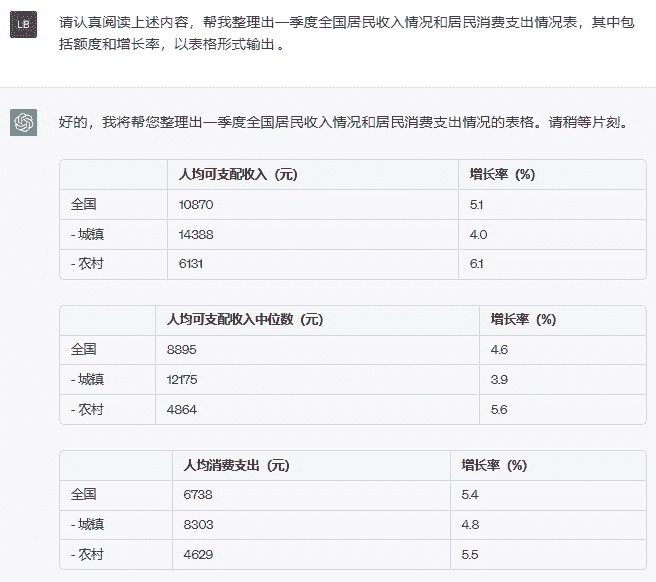 LB
请认真阅读上述内容，帮我整理出一季度全国居民收入情况和居民消费支出情况表，其中包
括额度和增长率，以表格形式输出。
好的，我将帮您整理出一季度全国居民收入情况和居民消费支出情况的表格。请稍等片刻。
人均可支配收入（元） 增长率（%）
全国 10870 5.1
- 城镇 14388 4.0
- 农村 6131 6.1
人均可支配收入中位数（元） 增长率（%）
全国 8895 4.6
- 城镇 12175 3.9
- 农村 4864 5.6
人均消费支出（元） 增长率（%）
全国 6738 5.4
- 城镇 8303 4.8
- 农村 4629 5.5